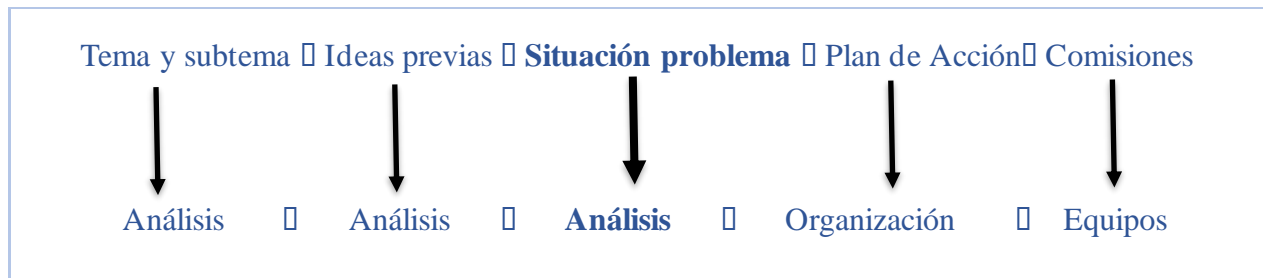 Tema y subtema  Ideas previas  Situación problema  Plan de Acción Comisiones
Análisis  Análisis  Análisis  Organización  Equipos